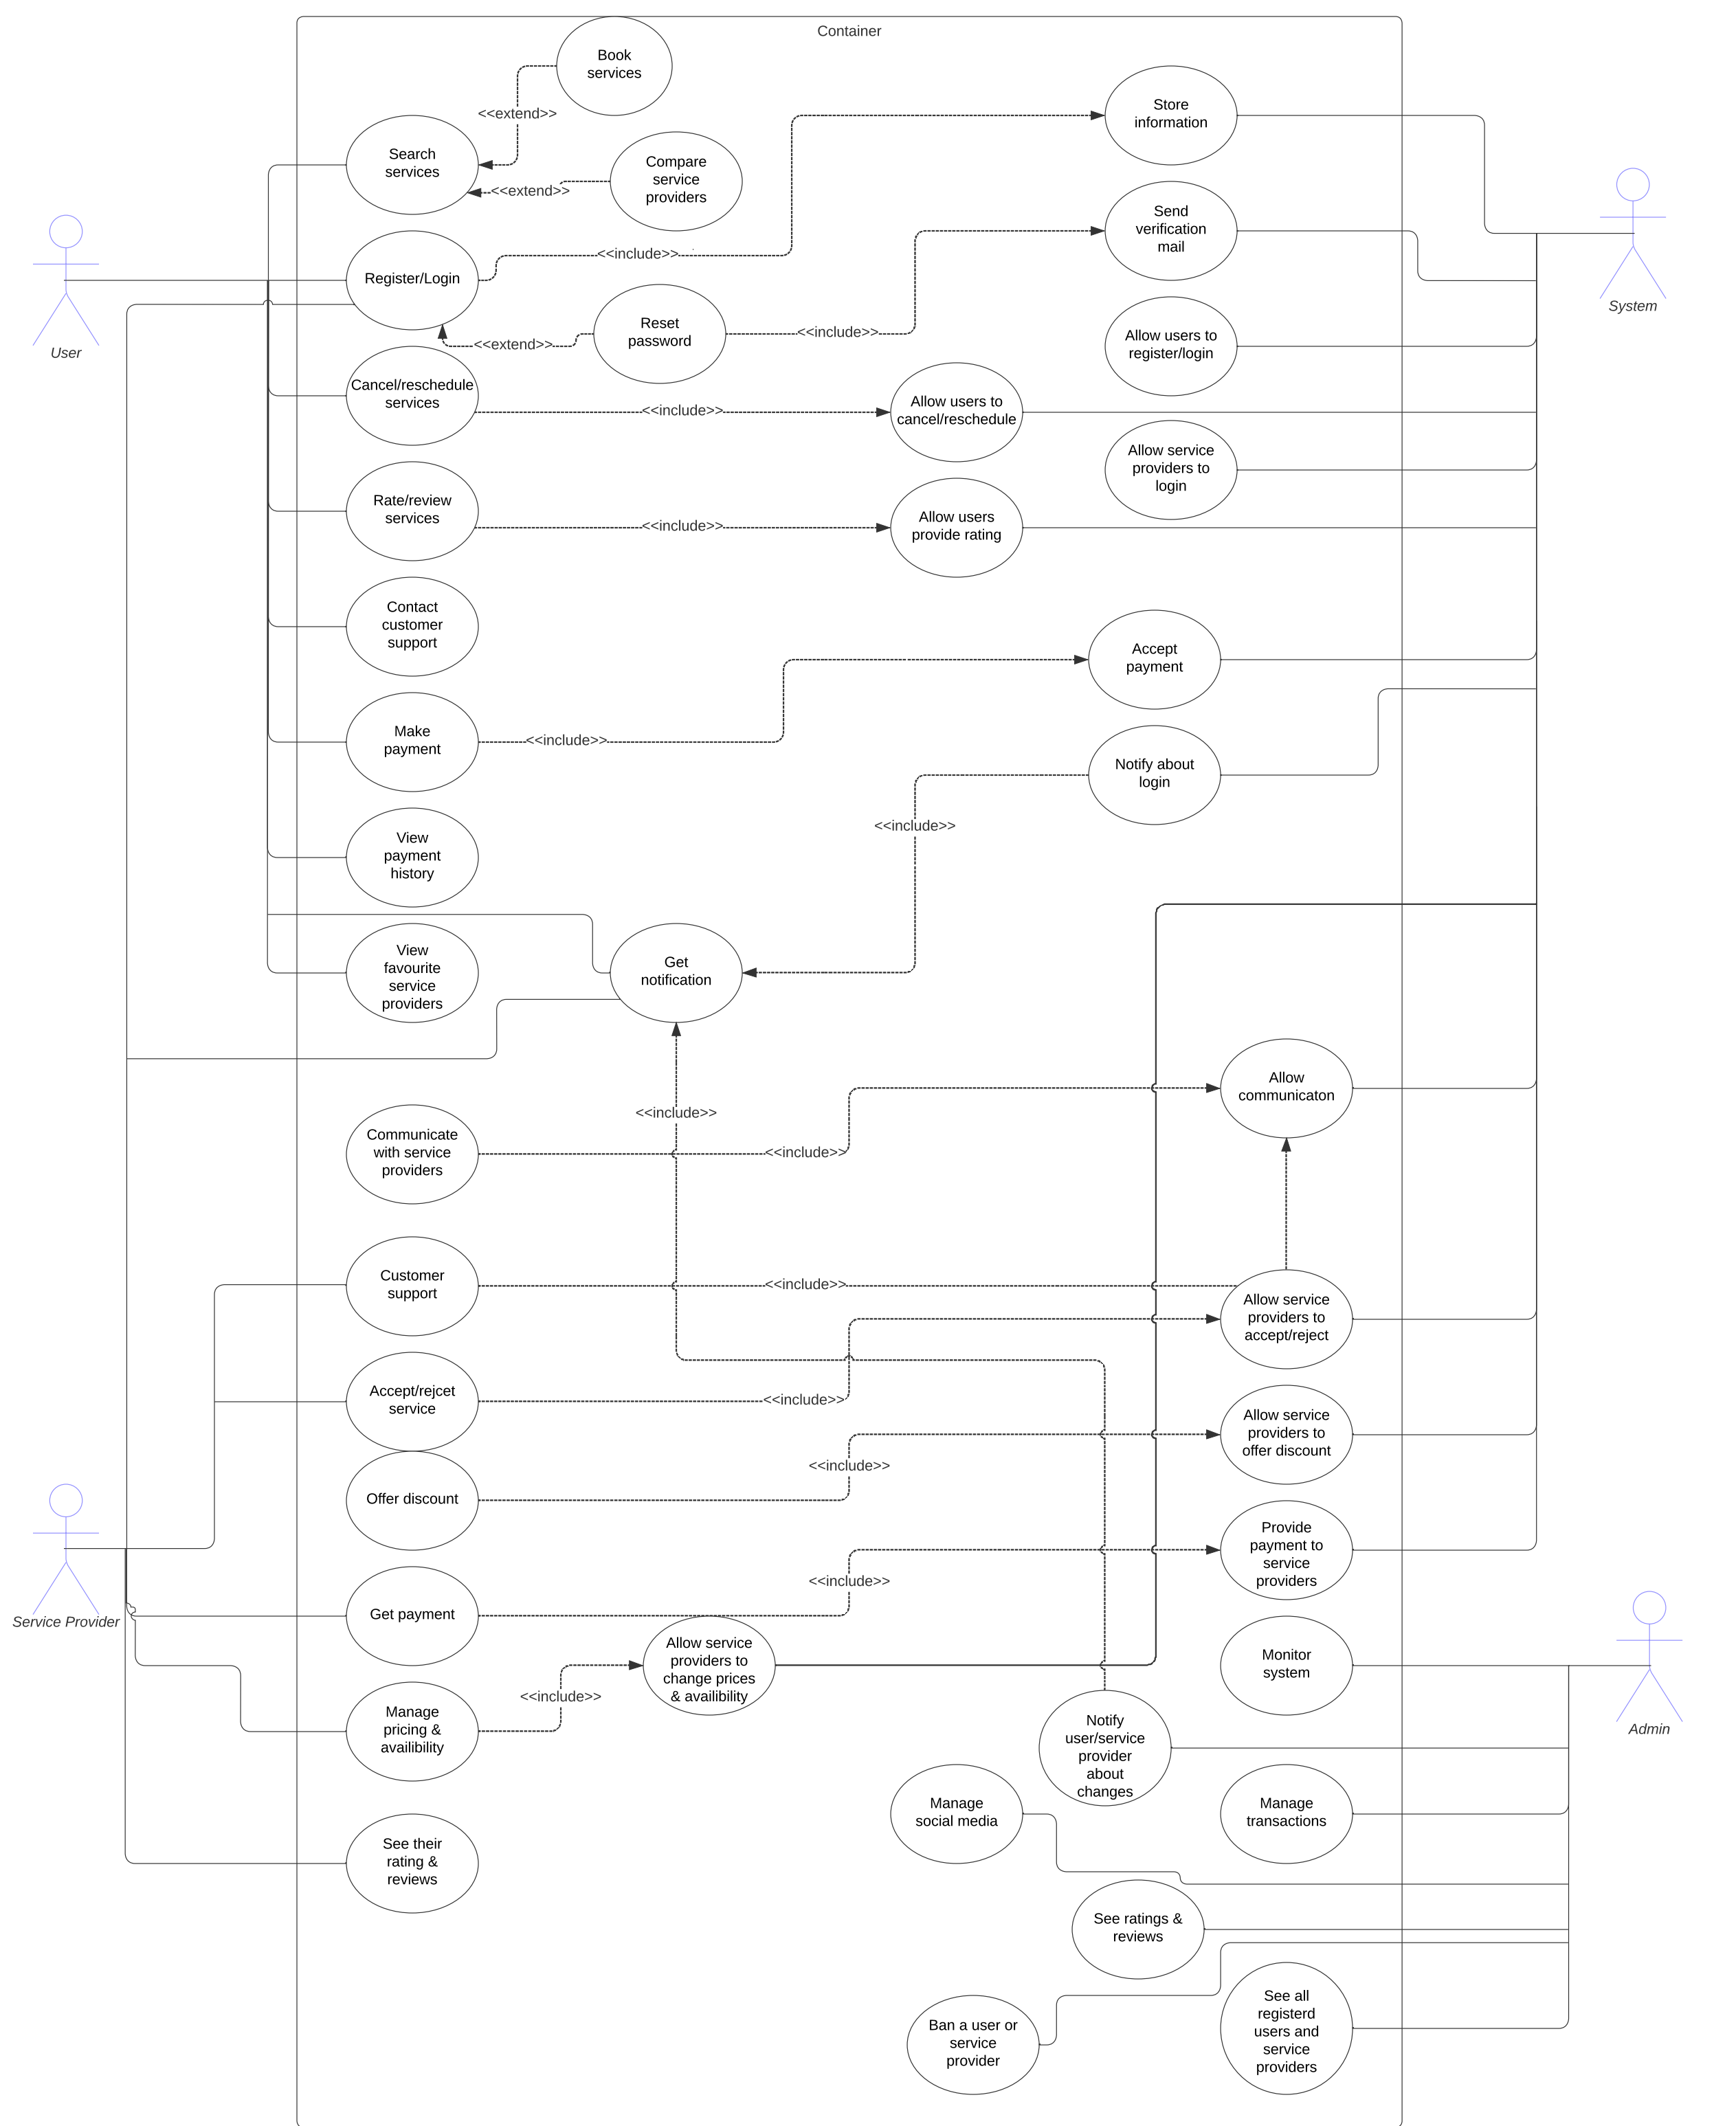 Container
Book
services
<<extend>>
Store
information
Search
services
Compare
service
providers
<<extend>>
Send
verification
mail
<<include>>
Register/Login
System
Reset
password
<<include>>
<<extend>>
User
Allow users to
register/login
Cancel/reschedule
services
<<include>>
Allow users to
cancel/reschedule
Allow service
providers to
login
Rate/review
services
<<include>>
Allow users
provide rating
Contact
customer
support
Accept
payment
Make
payment
<<include>>
Notify about
login
<<include>>
View
payment
history
View
favourite
service
providers
Get
notification
Allow
communicaton
<<include>>
Communicate
with service
providers
<<include>>
Customer
support
<<include>>
Allow service
providers to
accept/reject
Accept/rejcet
service
<<include>>
Allow service
providers to
offer discount
<<include>>
Offer discount
Provide
payment to
service
providers
<<include>>
Get payment
Service Provider
Allow service
providers to
change prices
& availibility
Monitor
system
<<include>>
Manage
pricing &
availibility
Notify
user/service
provider
about
changes
Admin
Manage
social media
Manage
transactions
See their
rating &
reviews
See ratings &
reviews
Ban a user or
service
provider
See all
registerd
users and
service
providers